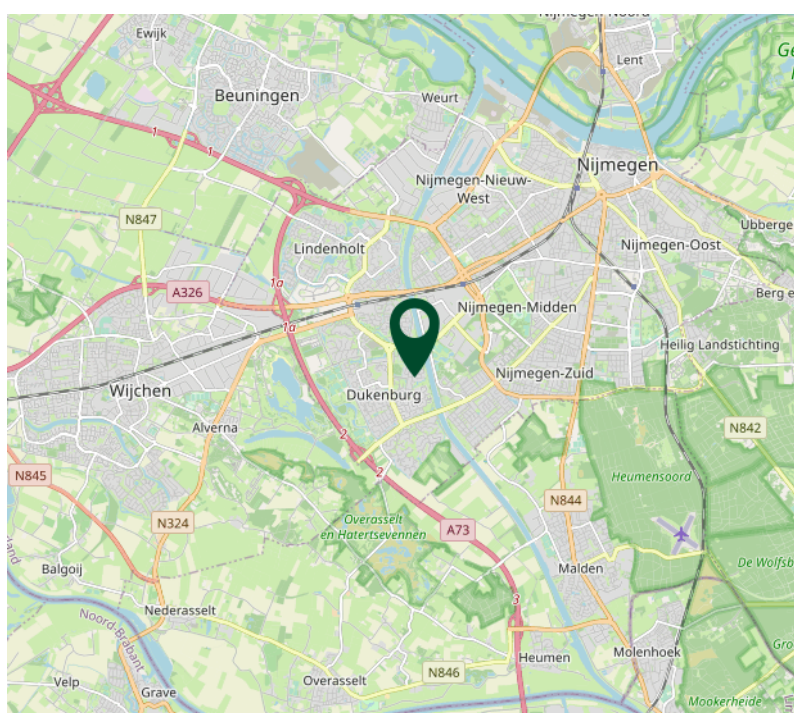 Nijmegen-Noord
Ewijk
Lent
Beuningen
Weurt
1
1
Nijmegen
Nijmegen-Nieuw-
West
N847
Ubberge
Lindenholt
Nijmegen-Oost
1a
A326
Berg e
1a
Nijmegen-Midden
Heilig Landstichting
Nijmegen-Zuid
Wijchen
Dukenburg
Alverna
N842
2
2
N845
Heumensoord
N844
N324
Overasselt
en Hatertsevennen
A73
Balgoij
Malden
De Wolfsb
3
Nederasselt
Noord-Brabant
Molenhoek
Heumen
N846
Velp
Overasselt
Grave
Mookerheide